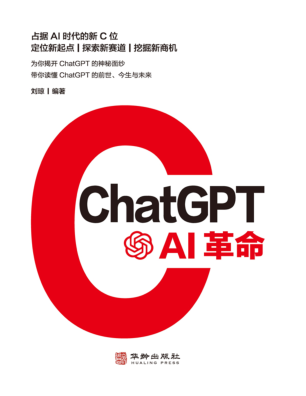 占据 AI 时代的新 C 位
定位新起点 | 探索新赛道 | 挖掘新商机
为你揭开 ChatGPT 的神秘面纱
带你读懂 ChatGPT 的前世、今生与未来
刘琼 | 编著
C
ChatGPT
AI 革命
华龄出版社
HUALING PRESS